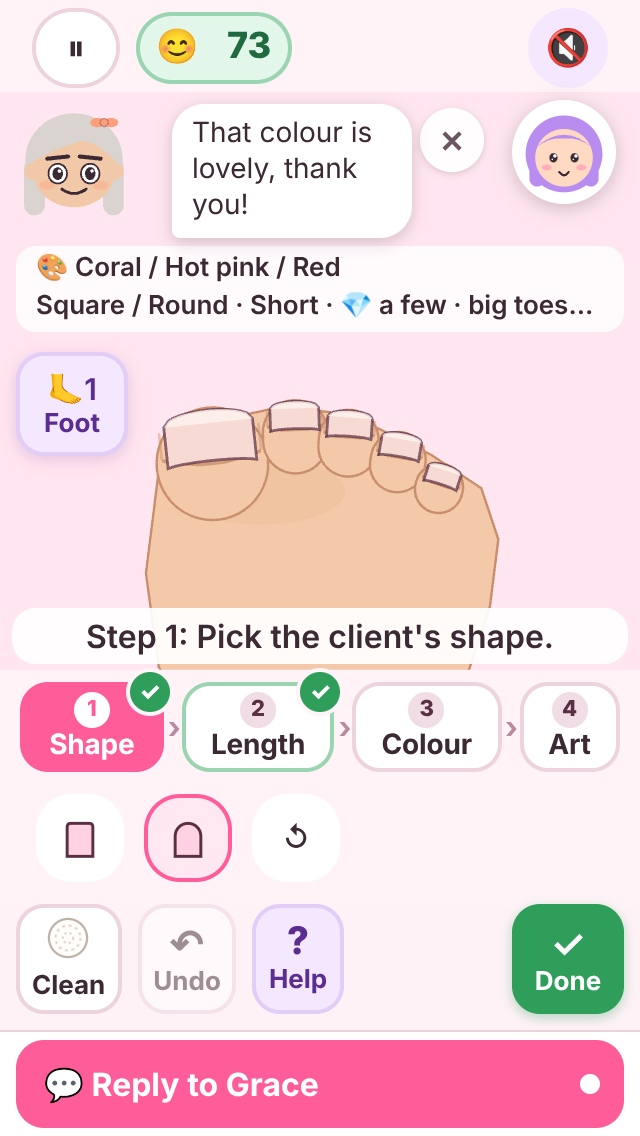 73
That colour is
lovely, thank
you!
Coral / Hot pink / Red
Square / Round · Short · 💎 a few · big toes...
1
Foot
Step 1: Pick the client's shape.
1
Shape
2
Length
3
Colour
4
Art
Clean
Undo
?
Help
Done
Reply to Grace